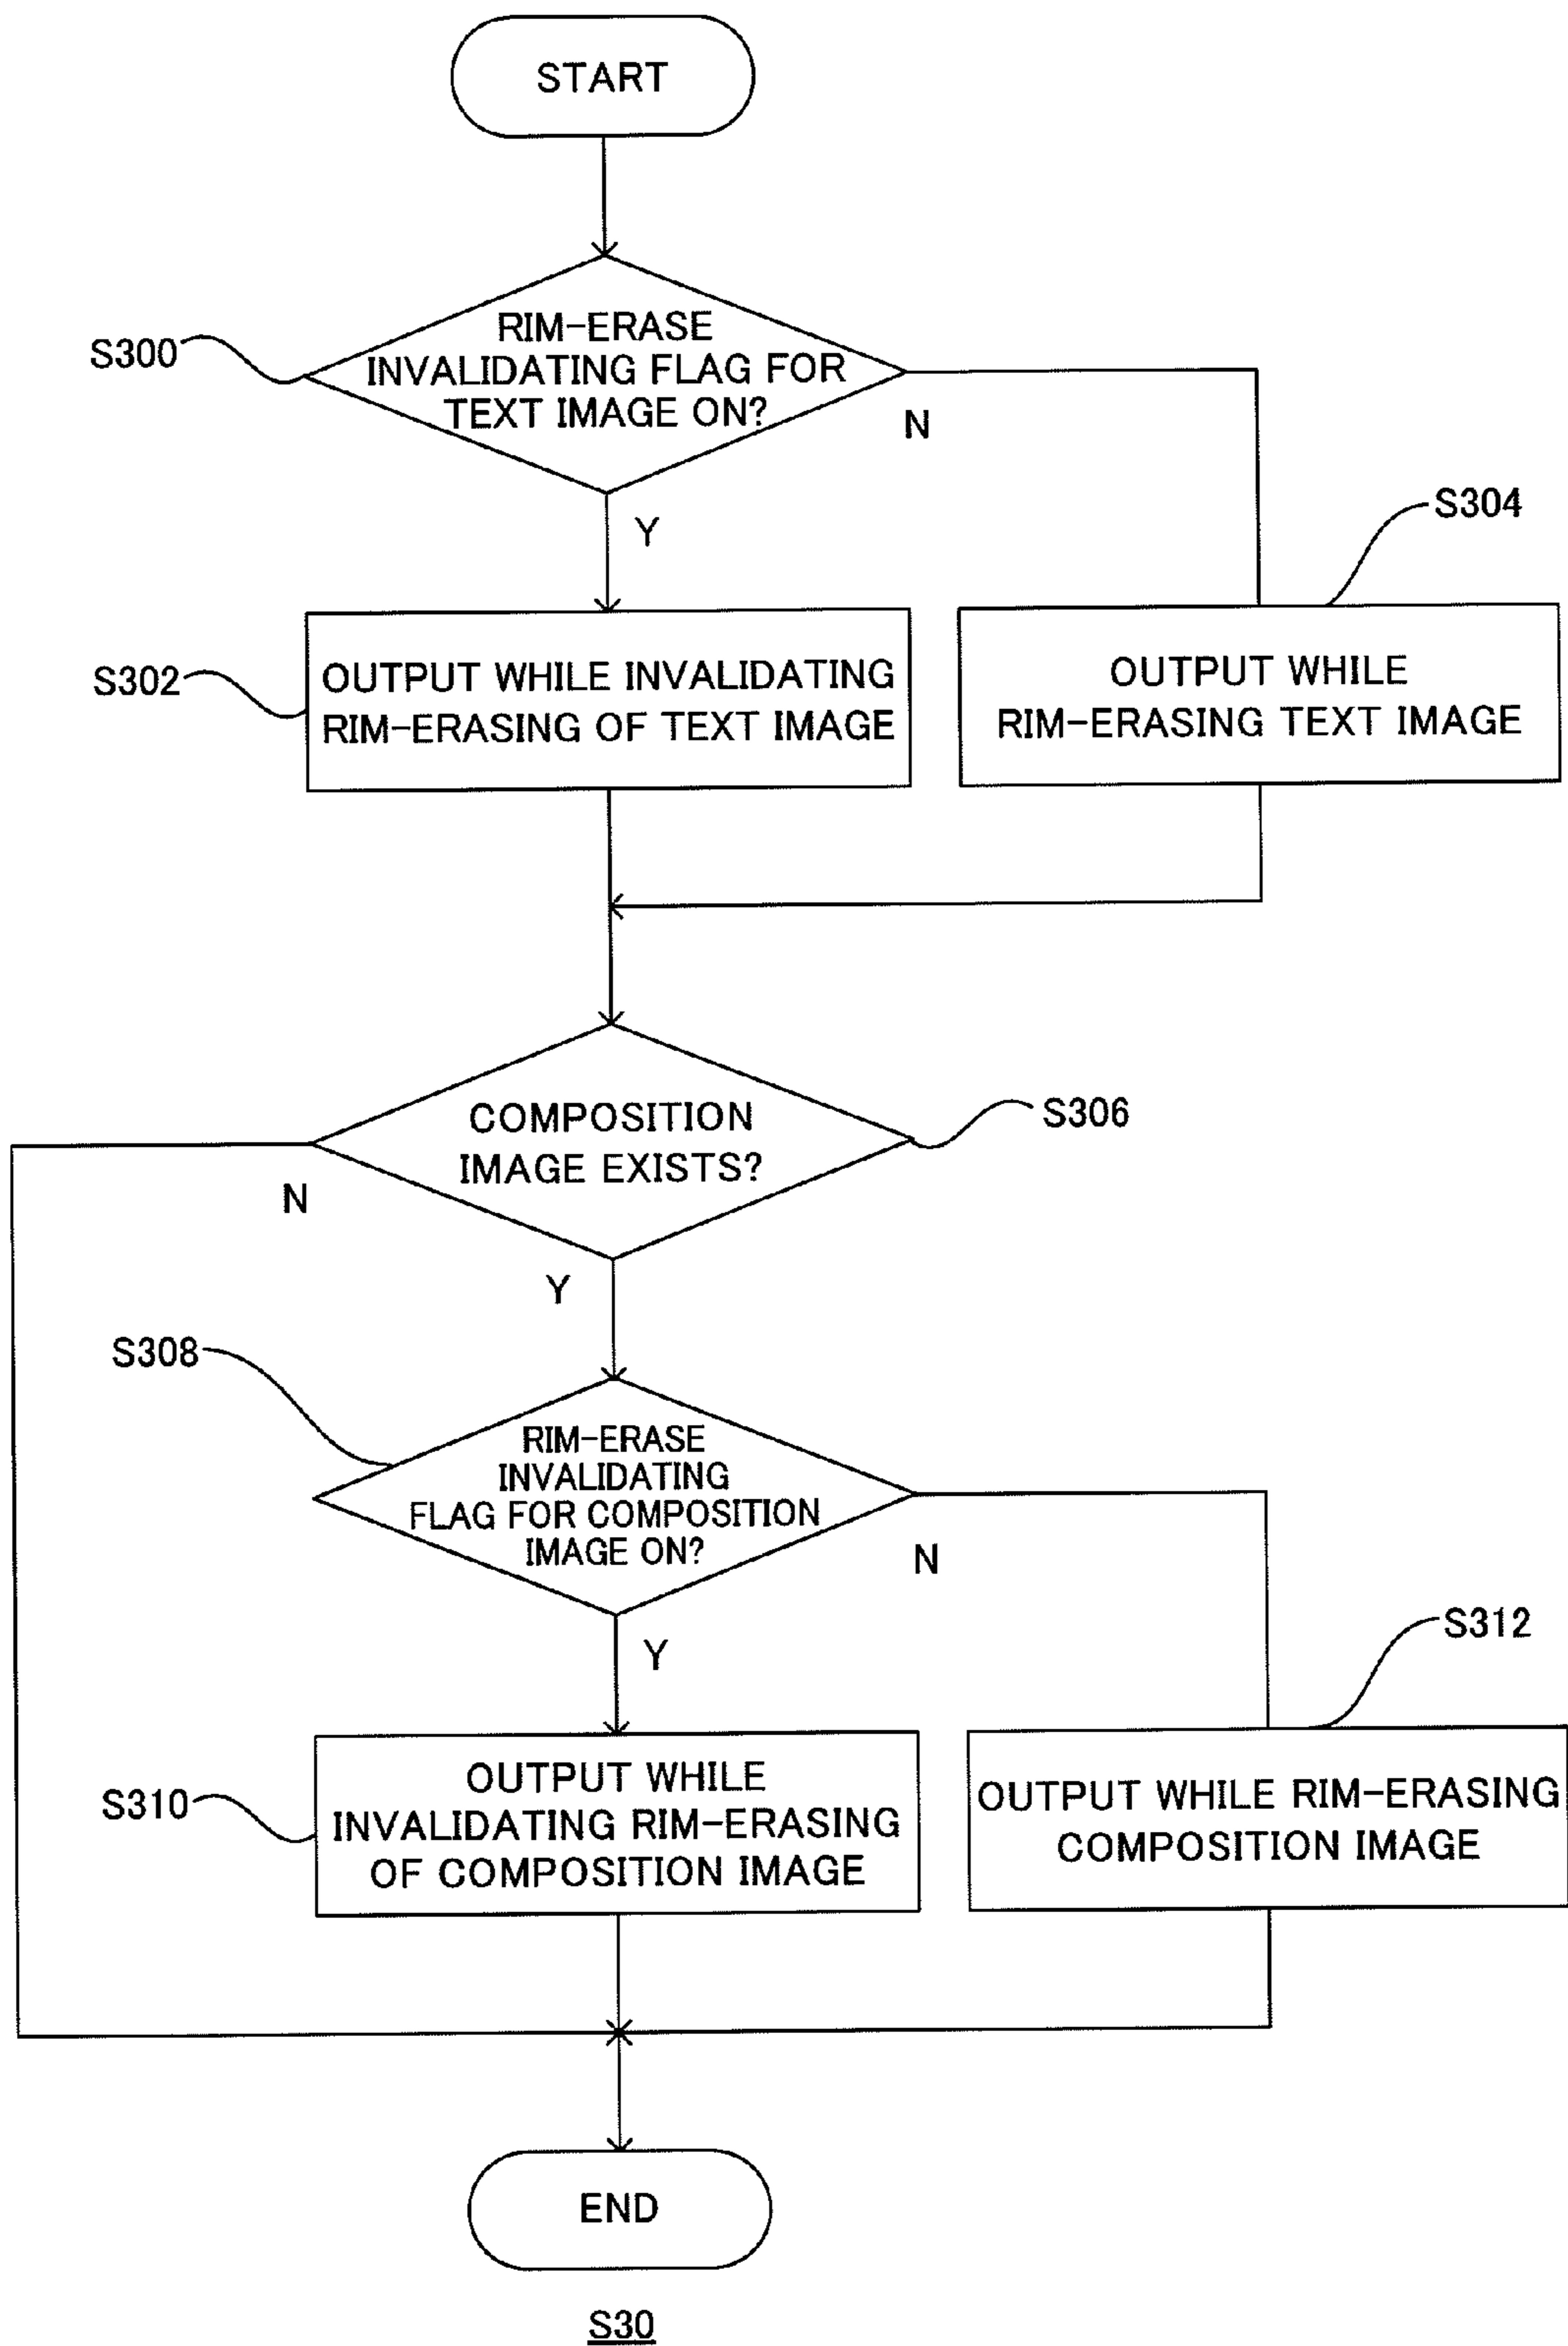 START
S300
RIM-ERASE
INVALIDATING FLAG FOR
TEXT IMAGE ON?
N
Y
S304
S302
OUTPUT WHILE INVALIDATING
RIM-ERASING OF TEXT IMAGE
OUTPUT WHILE
RIM-ERASING TEXT IMAGE
COMPOSITION
IMAGE EXISTS?
S306
N
Y
S308
RIM-ERASE
INVALIDATING
FLAG FOR COMPOSITION
IMAGE ON?
N
Y
S312
S310
OUTPUT WHILE
INVALIDATING RIM-ERASING
OF COMPOSITION IMAGE
OUTPUT WHILE RIM-ERASING
COMPOSITION IMAGE
END
S30